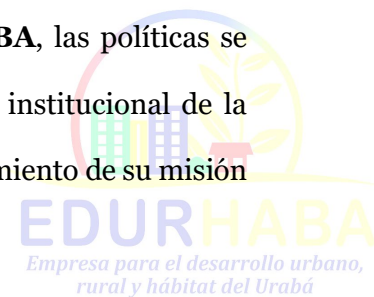 BA, las políticas se
institucional de la
miento de su misión
EDURHABA
Empresa para el desarrollo urbano,
rural y hábitat del Urabá